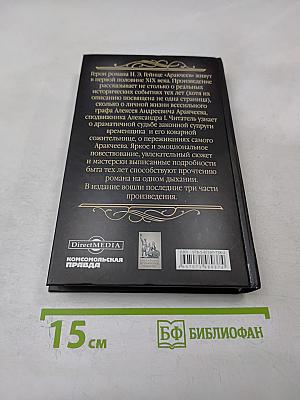 Герои романа Н. Э. Гейнце «Аракчеев» живут
в первой половине XIX века. Произведение
рассказывает не столько о реальных
исторических событиях тех лет (хотя их
описанию посвящена не одна страница),
сколько о личной жизни всесильного
графа Алексея Андреевича Аракчеева,
сподвижника Александра I. Читатель узнает
о драматичной судьбе законной супруги
временщика и его коварной
сожительнице, о переживаниях самого
Аракчеева. Яркое и эмоциональное
повествование, увлекательный сюжет
и мастерски выписанные подробности
быта тех лет способствуют прочтению
романа на одном дыхании.
В издание вошли последние три части
произведения.
DirectMEDIA
КОМСОМОЛЬСКАЯ
ПРАВДА
15 см
БФ БИБЛИОФАН